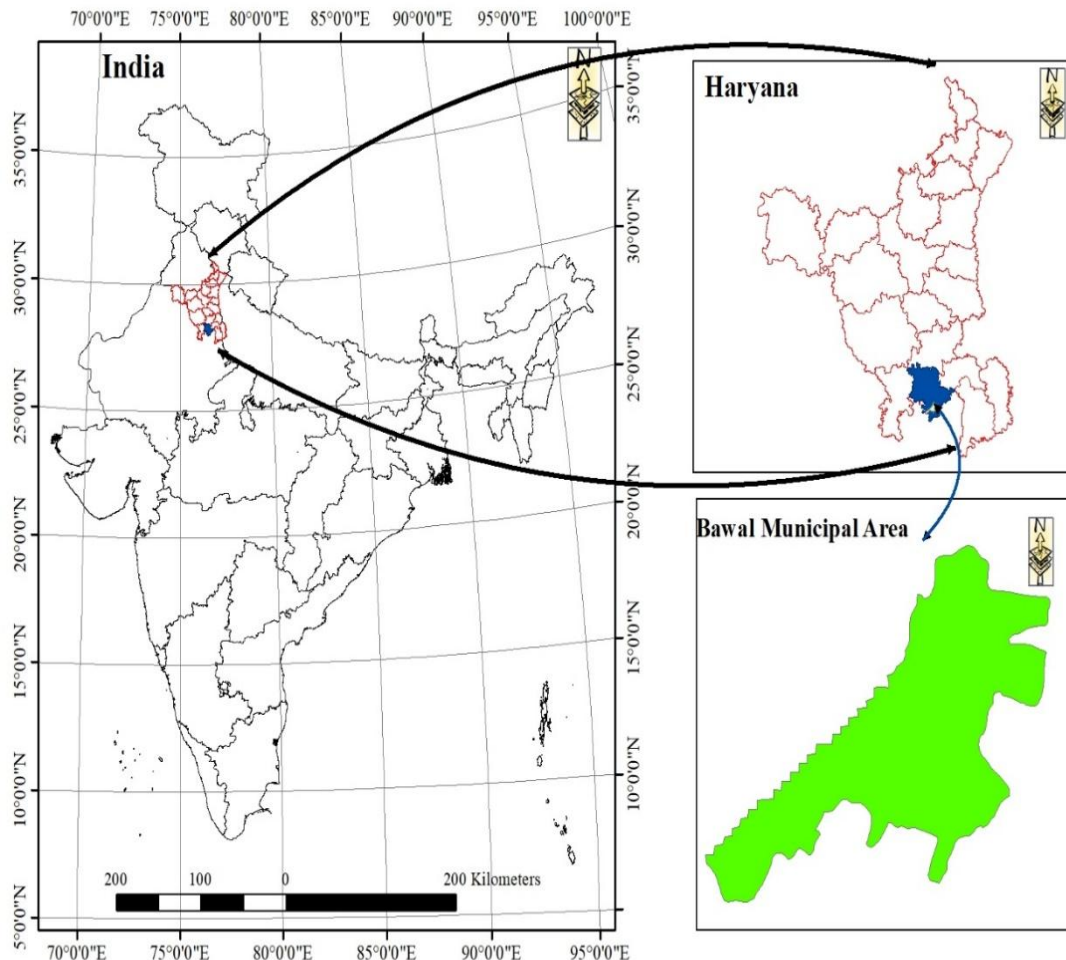 70°0'0"E 75°0'0"E 80°0'0"E 85°0'0"E 90°0'0"E 95°0'0"E 100°0'0"E
India
N
Haryana
N
35°0'0"N
30°0'0"N
25°0'0"N
20°0'0"N
15°0'0"N
10°0'0"N
5°0'0"N
35°0'0"N
30°0'0"N
25°0'0"N
20°0'0"N
15°0'0"N
10°0'0"N
Bawal Municipal Area
N
200 100 0 200 Kilometers
70°0'0"E 75°0'0"E 80°0'0"E 85°0'0"E 90°0'0"E 95°0'0"E